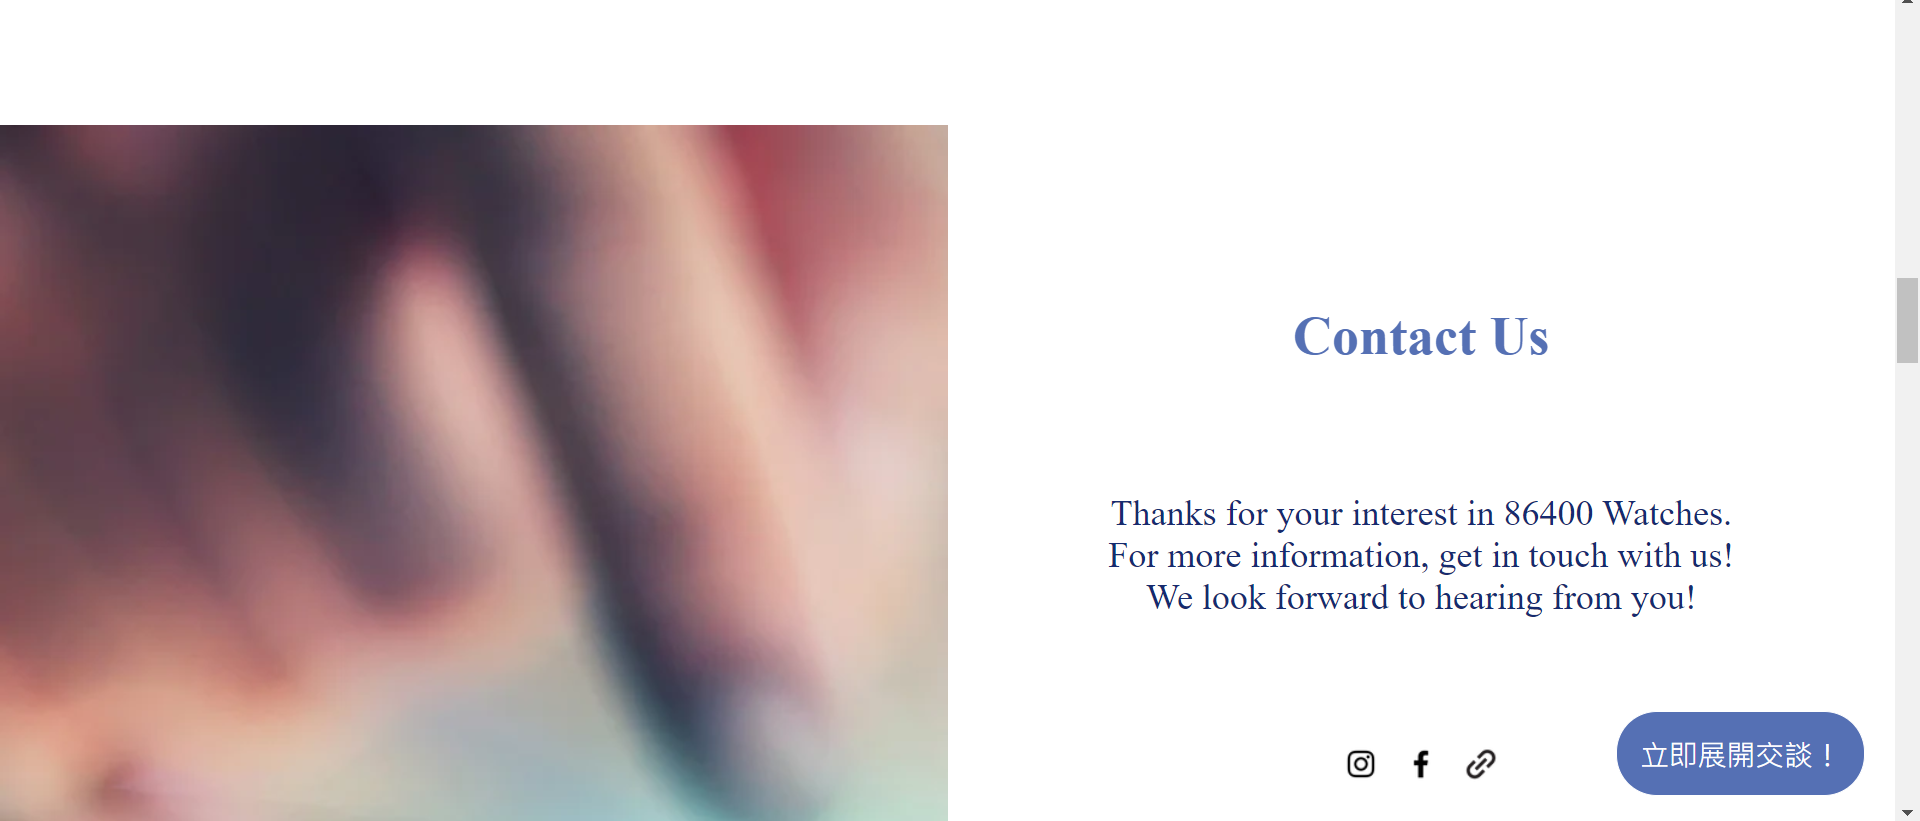 Contact Us
Thanks for your interest in 86400 Watches.
For more information, get in touch with us!
We look forward to hearing from you!
立即展開交談！